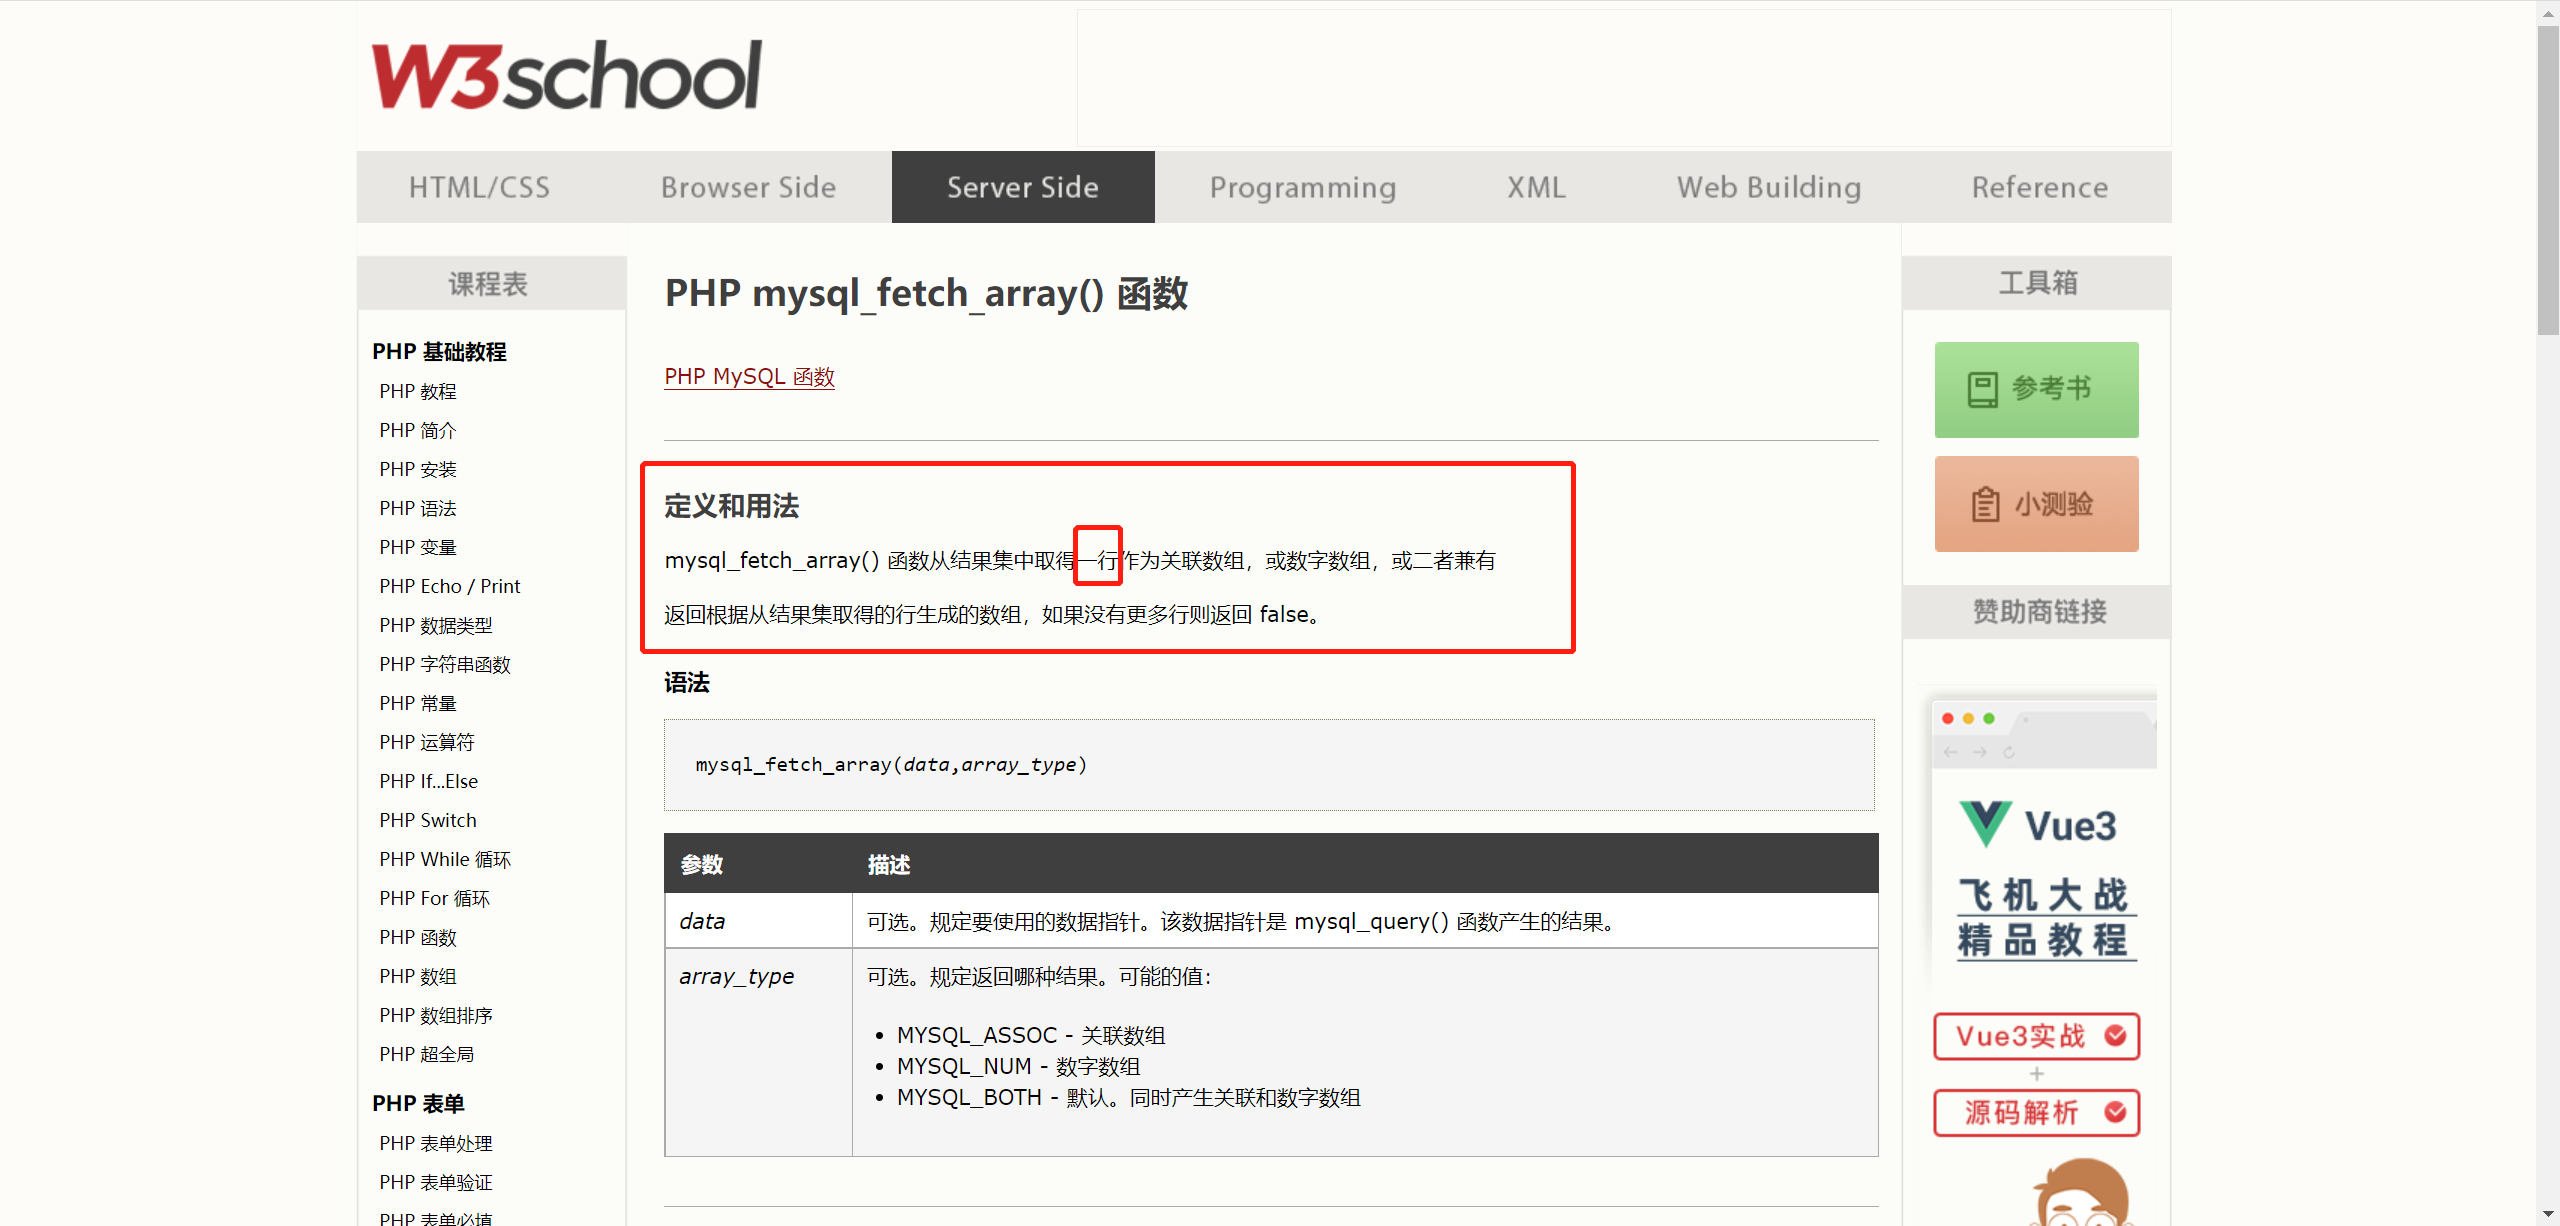 W3school
HTML/CSS Browser Side Server Side Programming XML Web Building Reference
课程表
PHP 基础教程
PHP 教程
PHP 简介
PHP 安装
PHP 语法
PHP 变量
PHP Echo / Print
PHP 数据类型
PHP 字符串函数
PHP 常量
PHP 运算符
PHP If...Else
PHP Switch
PHP While 循环
PHP For 循环
PHP 函数
PHP 数组
PHP 数组排序
PHP 超全局
PHP 表单
PHP 表单处理
PHP 表单验证
PHP 表单必填
PHP mysql_fetch_array() 函数
PHP MySQL 函数
定义和用法
mysql_fetch_array() 函数从结果集中取得一行作为关联数组，或数字数组，或二者兼有
返回根据从结果集取得的行生成的数组，如果没有更多行则返回 false。
语法
mysql_fetch_array(data,array_type)
参数 描述
data 可选。规定要使用的数据指针。该数据指针是 mysql_query() 函数产生的结果。
array_type 可选。规定返回哪种结果。可能的值：
• MYSQL_ASSOC - 关联数组
• MYSQL_NUM - 数字数组
• MYSQL_BOTH - 默认。同时产生关联和数字数组
工具箱
参考书
小测验
赞助商链接
Vue3
飞机大战
精品教程
Vue3实战
+
源码解析